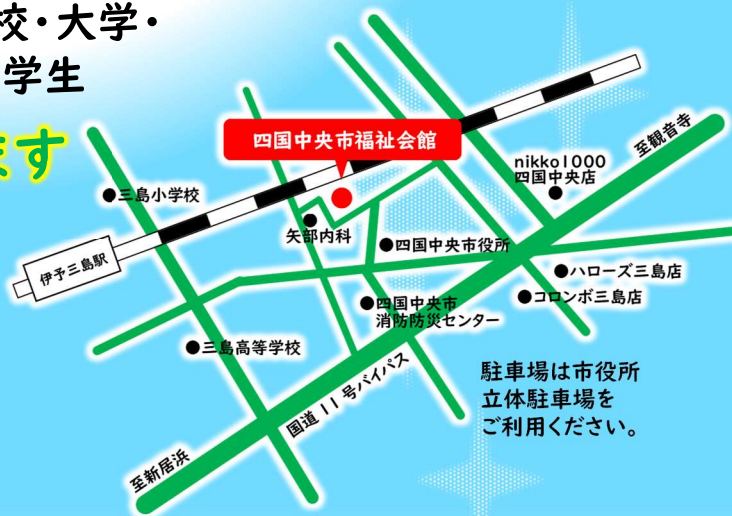 校・大学・
学生
ます
四国中央市福祉会館
至観音寺
nikko1000
四国中央店
三島小学校
矢部内科
四国中央市役所
伊予三島駅
ハローズ三島店
コロンボ三島店
四国中央市
消防防災センター
三島高等学校
国道11号バイパス
至新居浜
駐車場は市役所
立体駐車場を
ご利用ください。